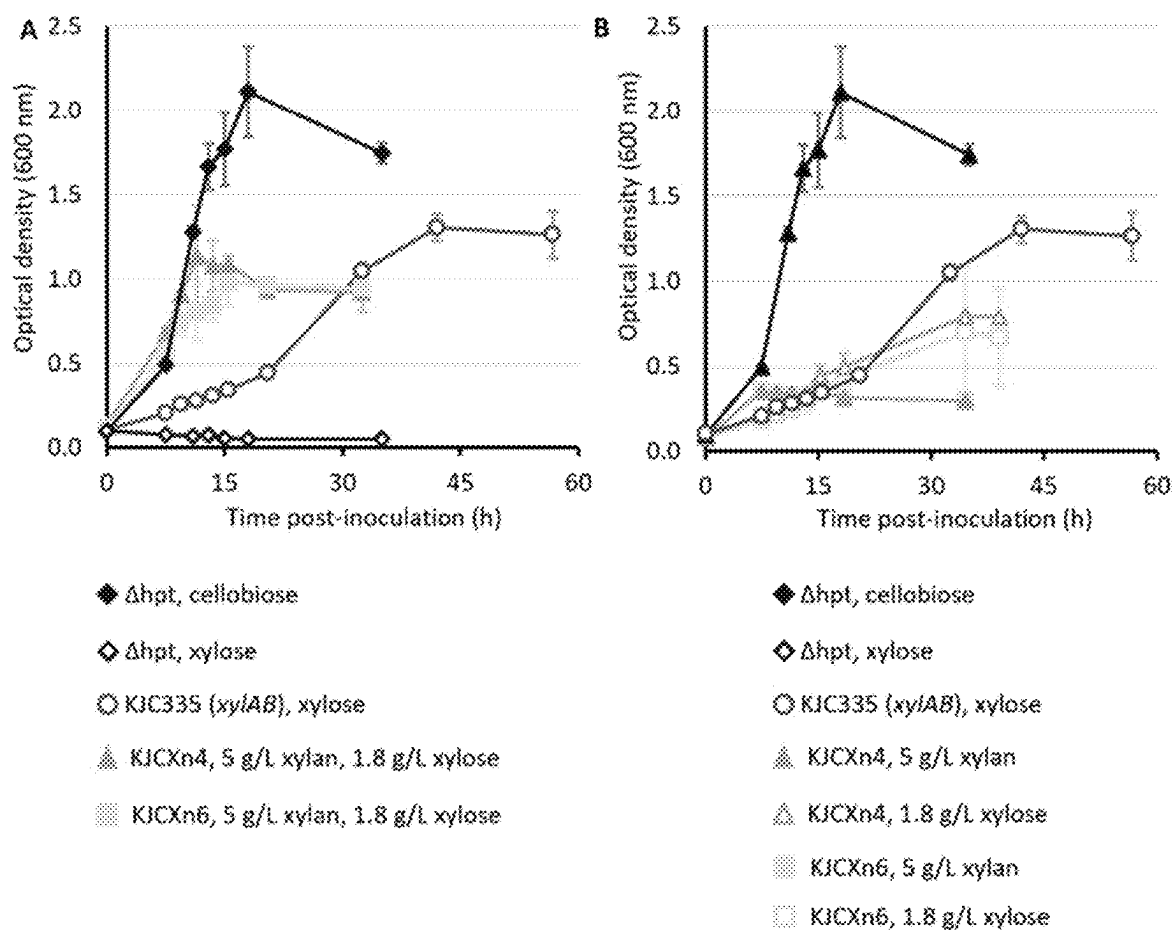 A
B
Optical density (600 nm)
2.5
2.0
1.5
1.0
0.5
0.0
0 15 30 45 60
Time post-inoculation (h)
Optical density (600 nm)
2.5
2.0
1.5
1.0
0.5
0.0
0 15 30 45 60
Time post-inoculation (h)
Δhpt, cellobiose
Δhpt, xylose
KJC335 (xylAB), xylose
KJCXn4, 5 g/L xylan, 1.8 g/L xylose
KJCXn6, 5 g/L xylan, 1.8 g/L xylose
Δhpt, cellobiose
Δhpt, xylose
KJC335 (xylAB), xylose
KJCXn4, 5 g/L xylan
KJCXn4, 1.8 g/L xylose
KJCXn6, 5 g/L xylan
KJCXn6, 1.8 g/L xylose